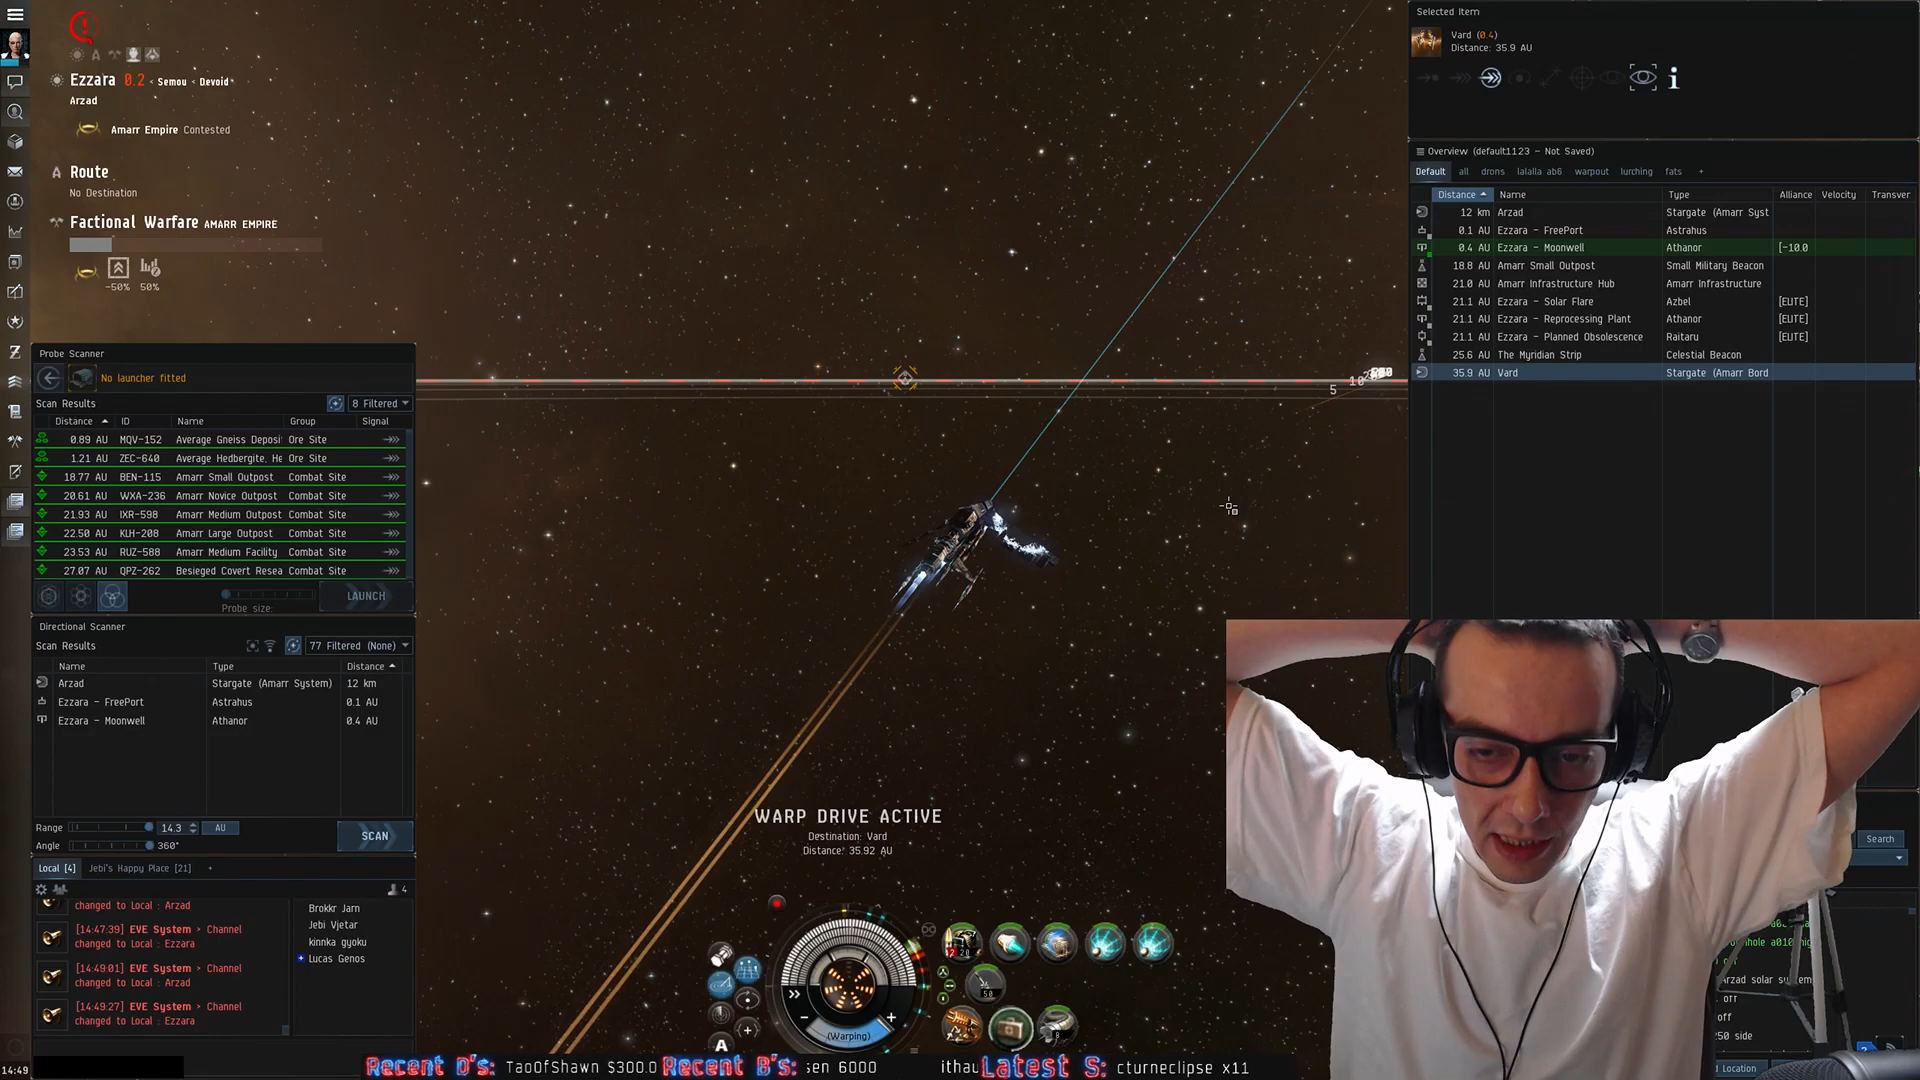 Ezzara 0.2 < Semou < Devoid
Arzad
Amarr Empire Contested
Route
No Destination
Factional Warfare AMARR EMPIRE
-50% 50%
Probe Scanner
No launcher fitted
Scan Results 8 Filtered
Distance ID Name Group Signal
0.89 AU MQV-152 Average Gneiss Deposi Ore Site
1.21 AU ZEC-640 Average Hedbergite, He Ore Site
18.77 AU BEN-115 Amarr Small Outpost Combat Site
20.61 AU WXA-236 Amarr Novice Outpost Combat Site
21.93 AU IXR-598 Amarr Medium Outpost Combat Site
22.50 AU KLH-208 Amarr Large Outpost Combat Site
23.53 AU RUZ-588 Amarr Medium Facility Combat Site
27.07 AU QPZ-262 Besieged Covert Resea Combat Site
LAUNCH
Probe size:
Directional Scanner
Scan Results 77 Filtered (None)
Name Type Distance
Arzad Stargate (Amarr System) 12 km
Ezzara - FreePort Astrahus 0.1 AU
Ezzara - Moonwell Athanor 0.4 AU
Range 14.3 AU
Angle 360°
SCAN
Local [4] Jebi's Happy Place [21] +
4
changed to Local : Arzad
[14:47:39] EVE System > Channel
changed to Local : Ezzara
[14:49:01] EVE System > Channel
changed to Local : Arzad
[14:49:27] EVE System > Channel
changed to Local : Ezzara
Brokkr Jarn
Jebi Vjetar
kinnka gyoku
Lucas Genos
14:49
5 10
WARP DRIVE ACTIVE
Destination: Vard
Distance: 35.92 AU
(Warping)
A
50
Recent D's: TaoOfShawn $300.0 Recent B's: sen 6000 ithau Latest S: cturneclipse x11
Selected Item
Vard (0.4)
Distance: 35.9 AU
Overview (default1123 - Not Saved)
Default all drons lalalla ab6 warpout lurching fats +
Distance Name Type Alliance Velocity Transver
12 km Arzad Stargate (Amarr Syst
0.1 AU Ezzara - FreePort Astrahus
0.4 AU Ezzara - Moonwell Athanor [-10.0
18.8 AU Amarr Small Outpost Small Military Beacon
21.0 AU Amarr Infrastructure Hub Amarr Infrastructure
21.1 AU Ezzara - Solar Flare Azbel [ELITE]
21.1 AU Ezzara - Reprocessing Plant Athanor [ELITE]
21.1 AU Ezzara - Planned Obsolescence Raitaru [ELITE]
25.6 AU The Myridian Strip Celestial Beacon
35.9 AU Vard Stargate (Amarr Bord
Search
Arzad solar system
off
off
250 side
Location